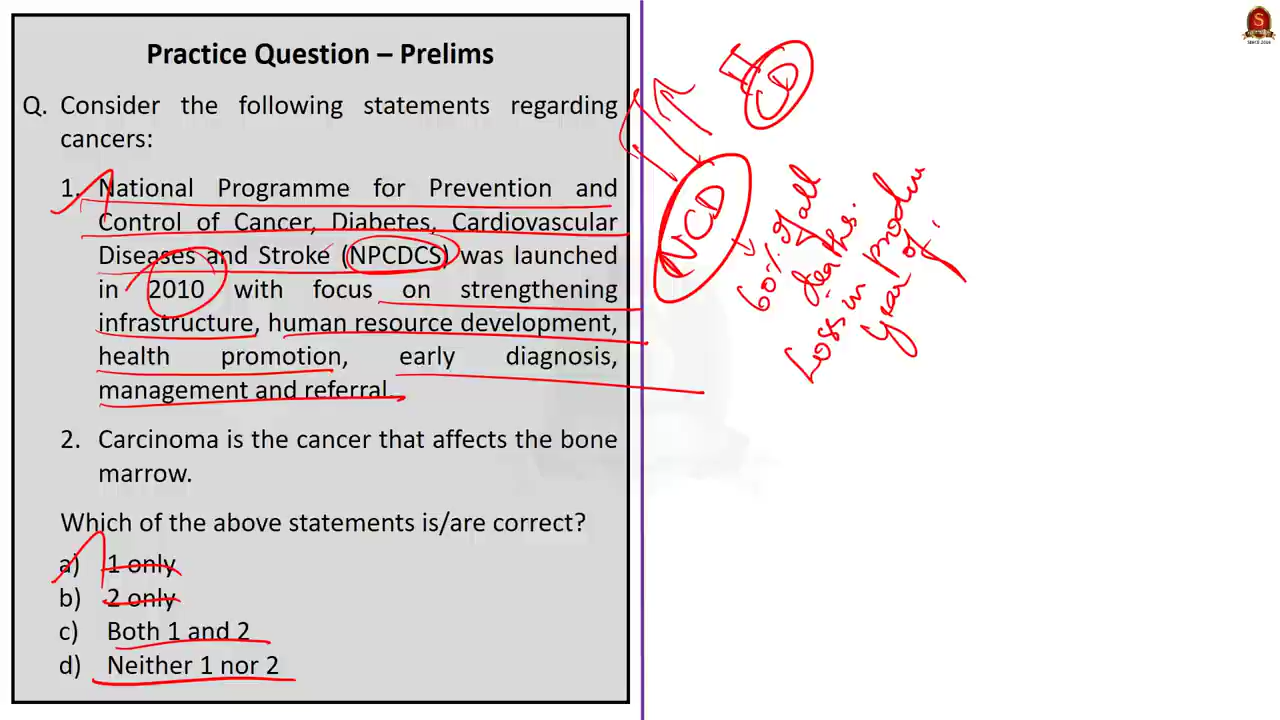 Practice Question – Prelims
Q. Consider the following statements regarding
cancers:
1. National Programme for Prevention and
Control of Cancer, Diabetes, Cardiovascular
Diseases and Stroke (NPCDCS) was launched
in 2010 with focus on strengthening
infrastructure, human resource development,
health promotion, early diagnosis,
management and referral.
2. Carcinoma is the cancer that affects the bone
marrow.
Which of the above statements is/are correct?
a) 1 only
b) 2 only
c) Both 1 and 2
d) Neither 1 nor 2
CD
NCD
60% of all
deaths.
Loss in
year of
S
SINCE 2004